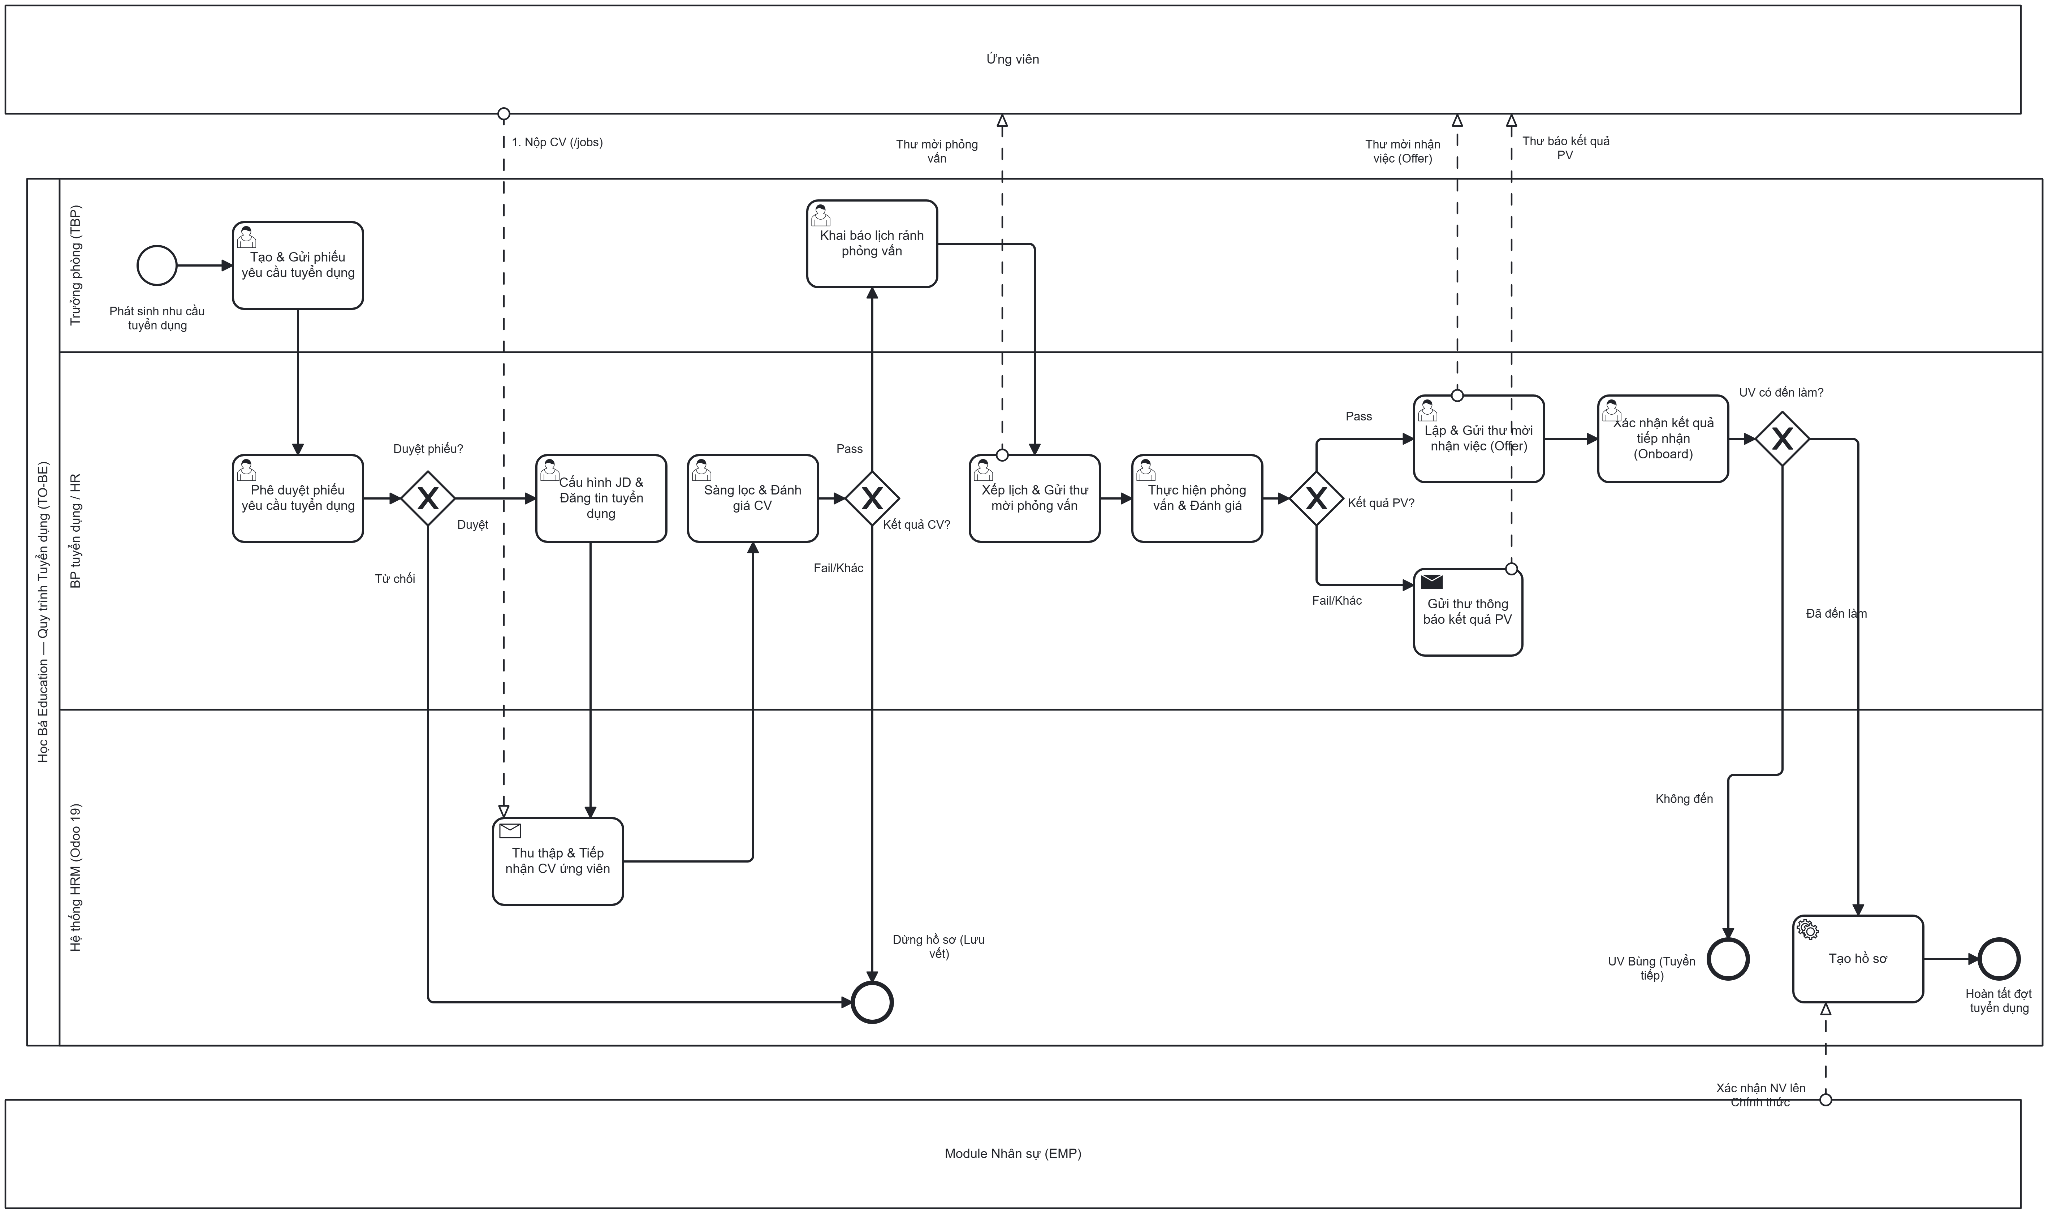 Ứng viên
1. Nộp CV (/jobs)
Thư mời phỏng
vấn
Thư mời nhận
việc (Offer)
Thư báo kết quả
PV
Học Bá Education — Quy trình Tuyển dụng (TO-BE)
Trưởng phòng (TBP)
Phát sinh nhu cầu
tuyển dụng
Tạo & Gửi phiếu
yêu cầu tuyển dụng
Khai báo lịch rảnh
phỏng vấn
BP tuyển dụng / HR
Phê duyệt phiếu
yêu cầu tuyển dụng
Duyệt phiếu?
Duyệt
Từ chối
Cấu hình JD &
Đăng tin tuyển
dụng
Sàng lọc & Đánh
giá CV
Pass
Kết quả CV?
Fail/Khác
Xếp lịch & Gửi thư
mời phỏng vấn
Thực hiện phỏng
vấn & Đánh giá
Pass
Kết quả PV?
Fail/Khác
Lập & Gửi thư mời
nhận việc (Offer)
Gửi thư thông
báo kết quả PV
Xác nhận kết quả
tiếp nhận
(Onboard)
UV có đến làm?
Đã đến làm
Không đến
Hệ thống HRM (Odoo 19)
Thu thập & Tiếp
nhận CV ứng viên
Dừng hồ sơ (Lưu
vết)
UV Bùng (Tuyển
tiếp)
Tạo hồ sơ
Hoàn tất đợt
tuyển dụng
Xác nhận NV lên
Chính thức
Module Nhân sự (EMP)